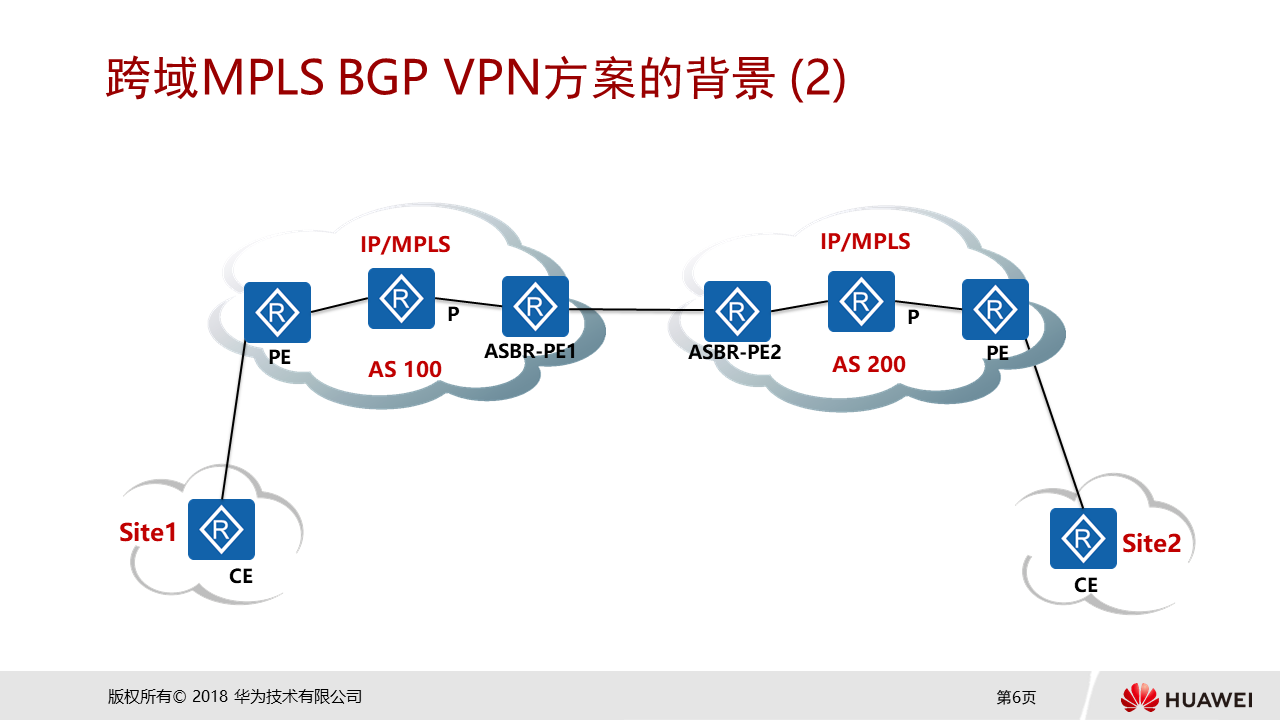 跨域MPLS BGP VPN方案的背景 (2)
IP/MPLS
IP/MPLS
R
R
R
R
R
R
P
P
PE
ASBR-PE1
ASBR-PE2
PE
AS 100
AS 200
Site1
R
CE
R
Site2
CE
版权所有© 2018 华为技术有限公司
第6页
HUAWEI